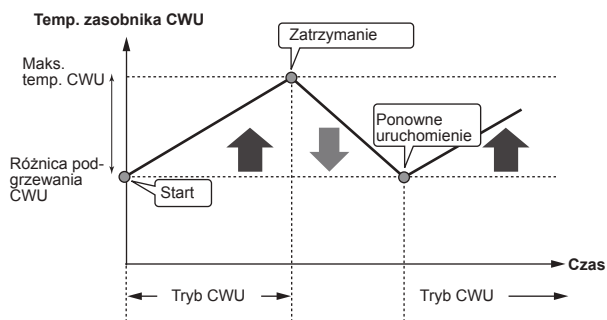 Temp. zasobnika CWU
Zatrzymanie
Maks.
temp. CWU
Ponowne
uruchomienie
Różnica pod-
grzewania
CWU
Start
Czas
Tryb CWU
Tryb CWU